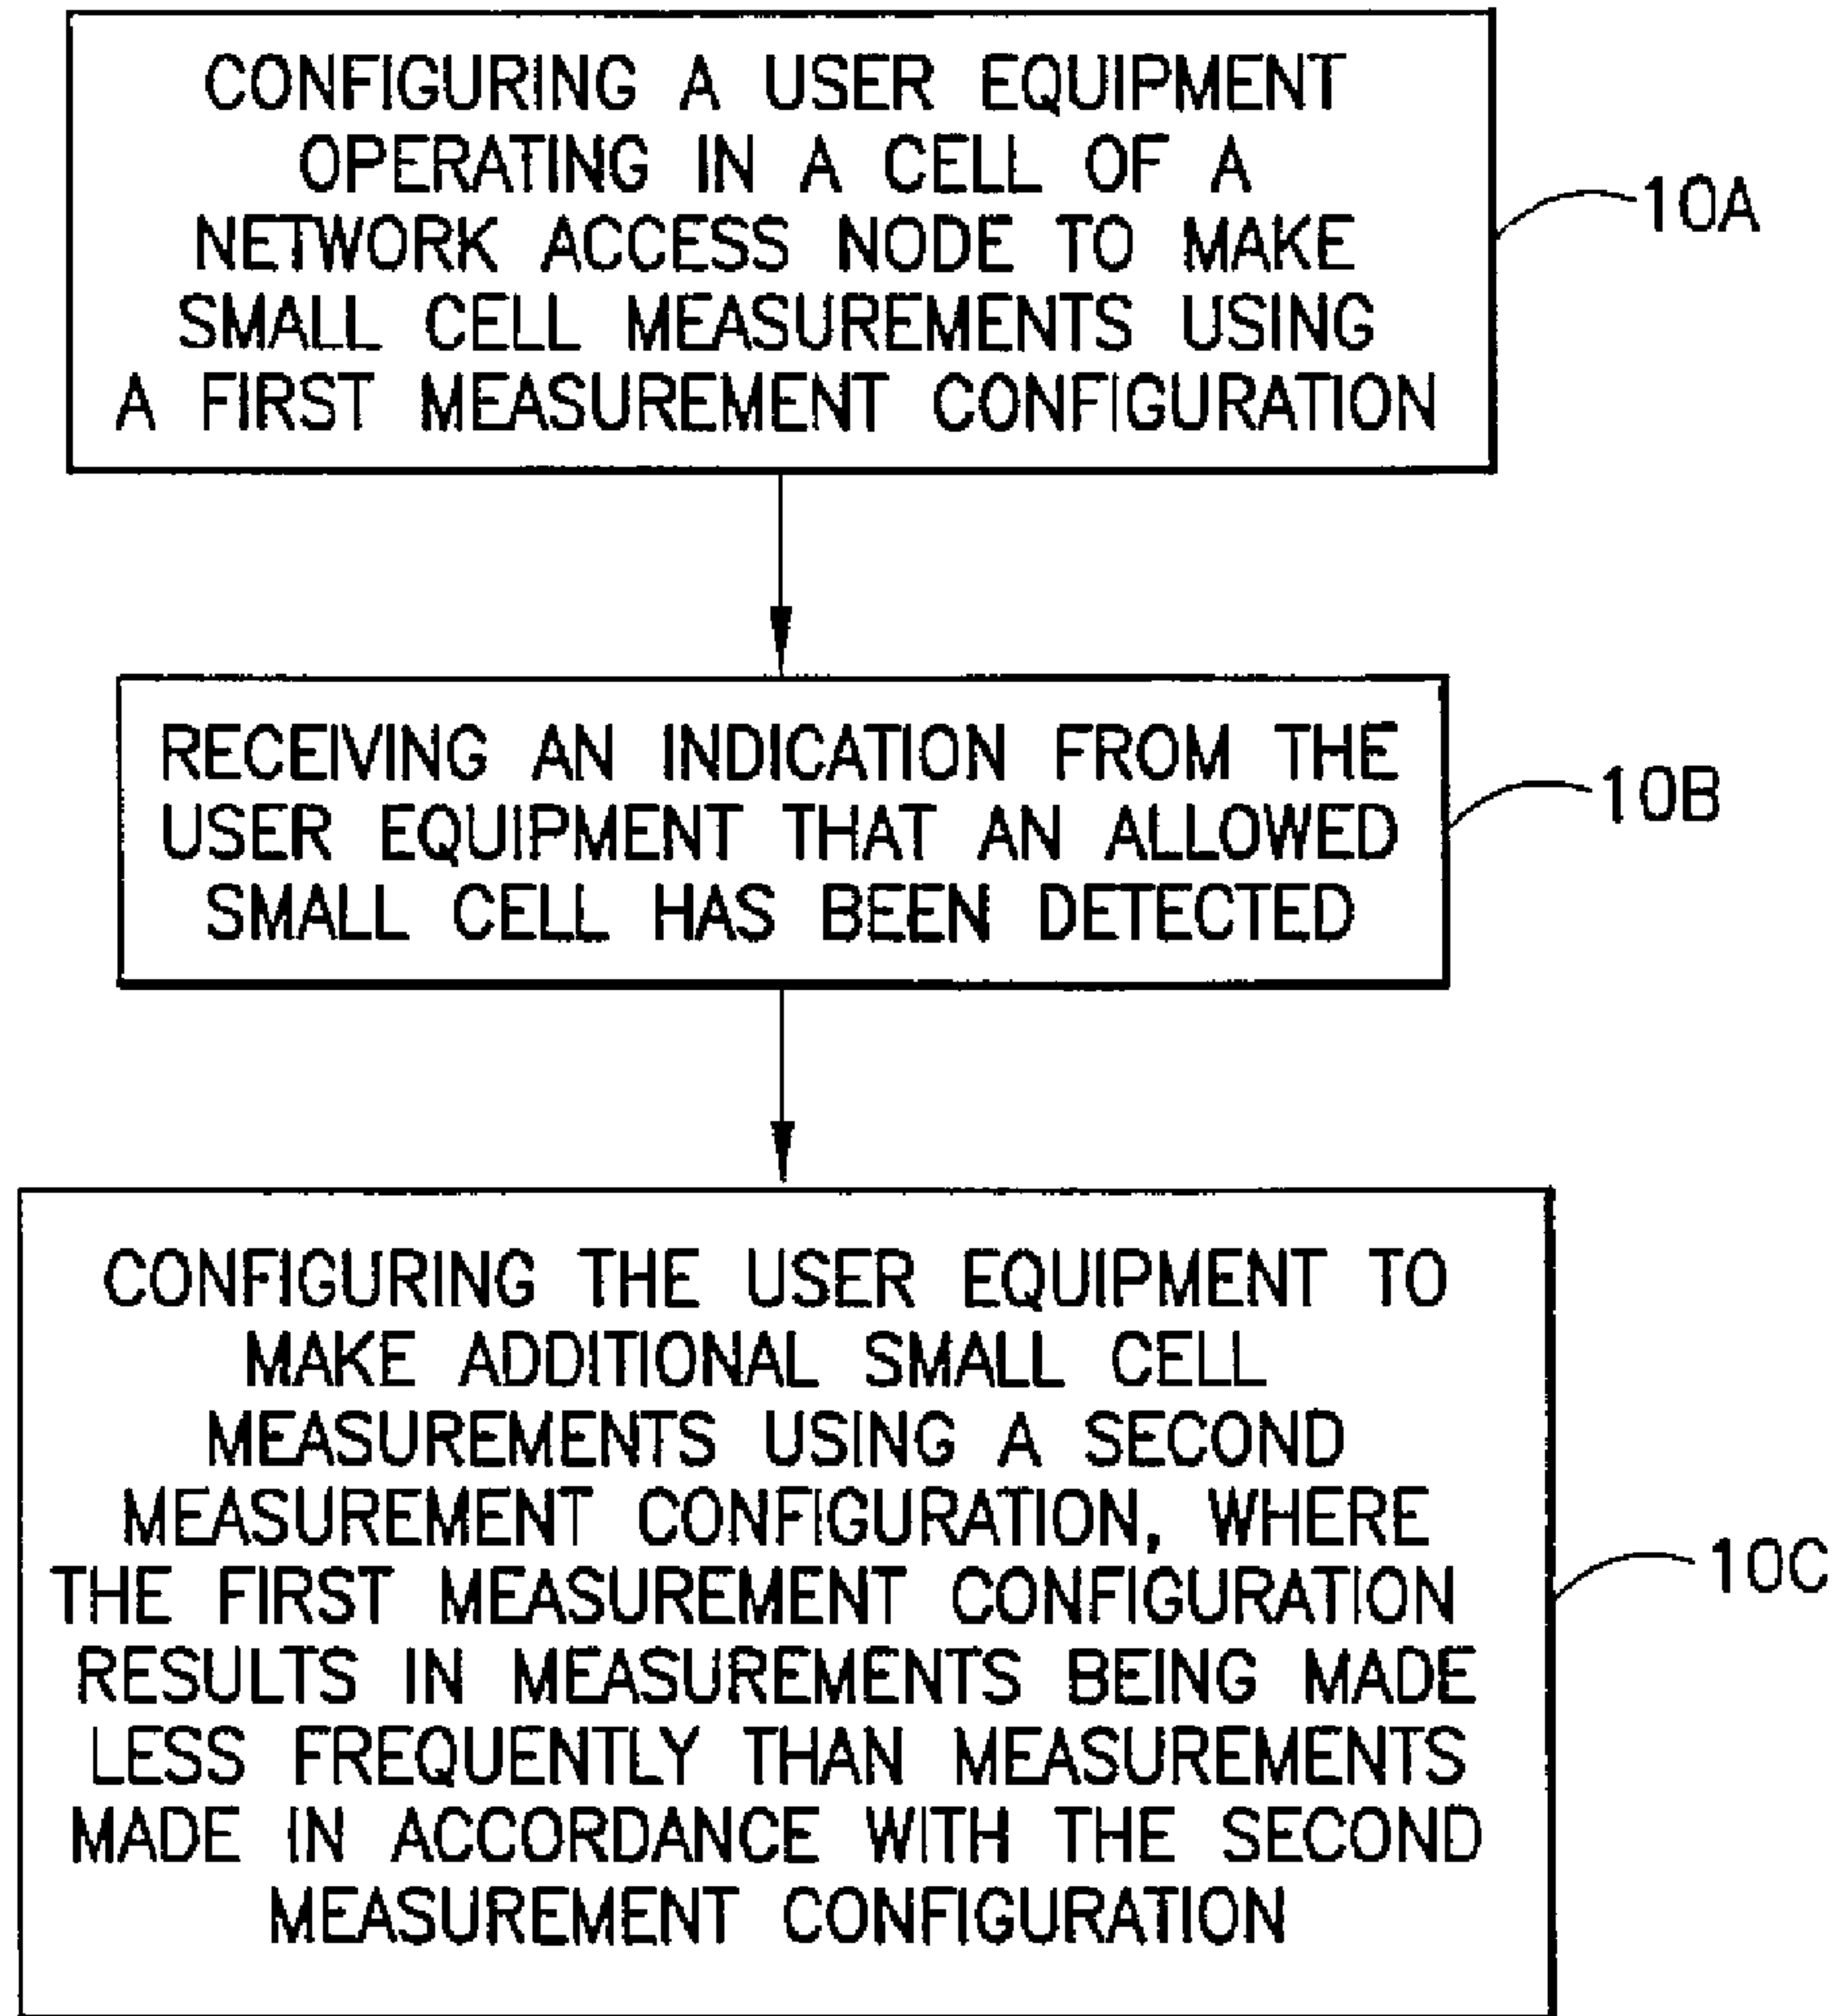 CONFIGURING A USER EQUIPMENT
OPERATING IN A CELL OF A
NETWORK ACCESS NODE TO MAKE
SMALL CELL MEASUREMENTS USING
A FIRST MEASUREMENT CONFIGURATION
10A
RECEIVING AN INDICATION FROM THE
USER EQUIPMENT THAT AN ALLOWED
SMALL CELL HAS BEEN DETECTED
10B
CONFIGURING THE USER EQUIPMENT TO
MAKE ADDITIONAL SMALL CELL
MEASUREMENTS USING A SECOND
MEASUREMENT CONFIGURATION, WHERE
THE FIRST MEASUREMENT CONFIGURATION
RESULTS IN MEASUREMENTS BEING MADE
LESS FREQUENTLY THAN MEASUREMENTS
MADE IN ACCORDANCE WITH THE SECOND
MEASUREMENT CONFIGURATION
10C